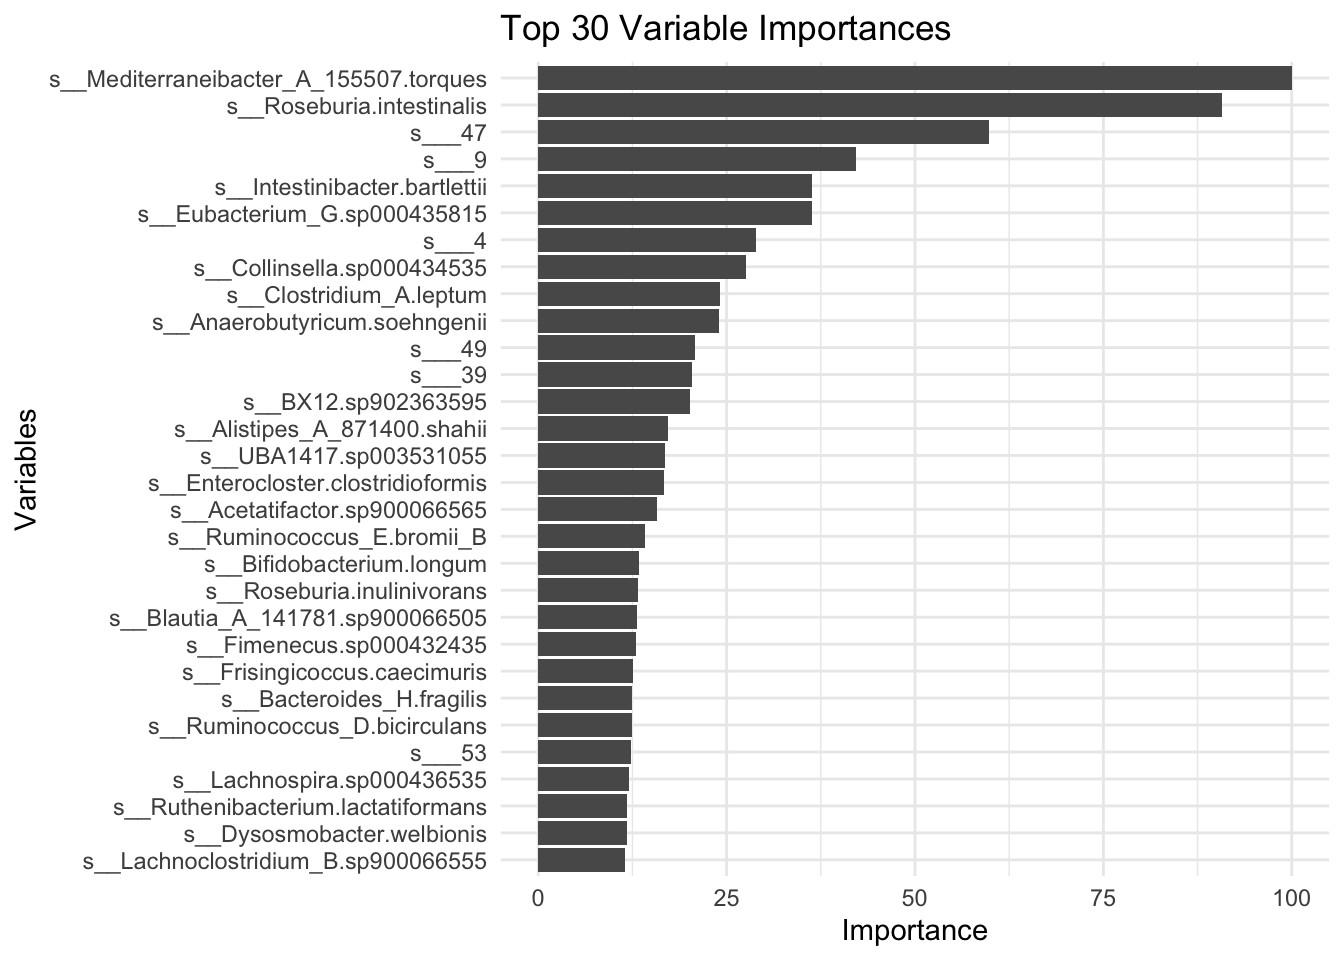 Top 30 Variable Importances
s__Mediterraneibacter_A_155507.torques
s__Roseburia.intestinalis
s___47
s___9
s__Intestinibacter.bartlettii
s__Eubacterium_G.sp000435815
s___4
s__Collinsella.sp000434535
s__Clostridium_A.leptum
s__Anaerobutyricum.soehngenii
s___49
s___39
s__BX12.sp902363595
s__Alistipes_A_871400.shahii
s__UBA1417.sp003531055
s__Enterocloster.clostridioformis
s__Acetatifactor.sp900066565
s__Ruminococcus_E.bromii_B
s__Bifidobacterium.longum
s__Roseburia.inulinivorans
s__Blautia_A_141781.sp900066505
s__Fimenecus.sp000432435
s__Frisingicoccus.caecimuris
s__Bacteroides_H.fragilis
s__Ruminococcus_D.bicirculans
s___53
s__Lachnospira.sp000436535
s__Ruthenibacterium.lactatiformans
s__Dysosmobacter.welbionis
s__Lachnoclostridium_B.sp900066555
Variables
0 25 50 75 100
Importance